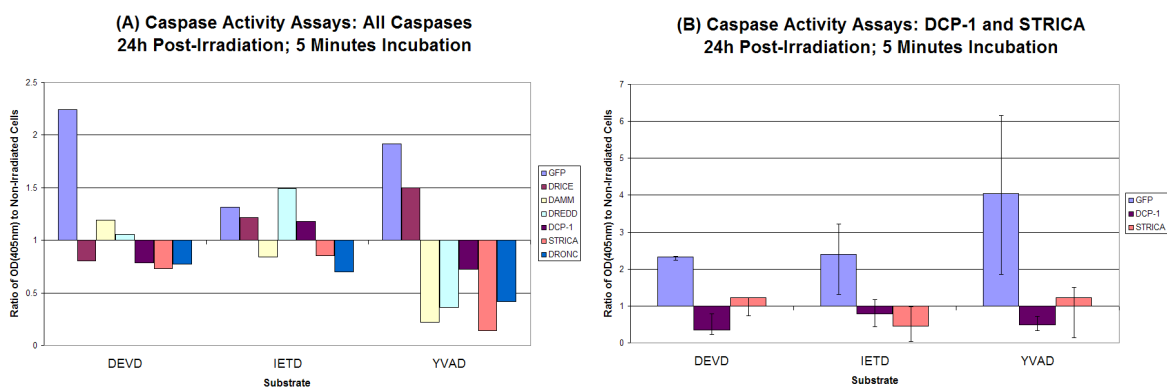 (A) Caspase Activity Assays: All Caspases
24h Post-Irradiation; 5 Minutes Incubation
Ratio of OD(405nm) to Non-Irradiated Cells
2.5
2
1.5
1
0.5
0
DEVD
IETD
YVAD
Substrate
GFP
DRICE
DAMM
DREDD
DCP-1
STRICA
DRONC
(B) Caspase Activity Assays: DCP-1 and STRICA
24h Post-Irradiation; 5 Minutes Incubation
Ratio of OD(405nm) to Non-Irradiated Cells
7
6
5
4
3
2
1
0
DEVD
IETD
YVAD
Substrate
GFP
DCP-1
STRICA